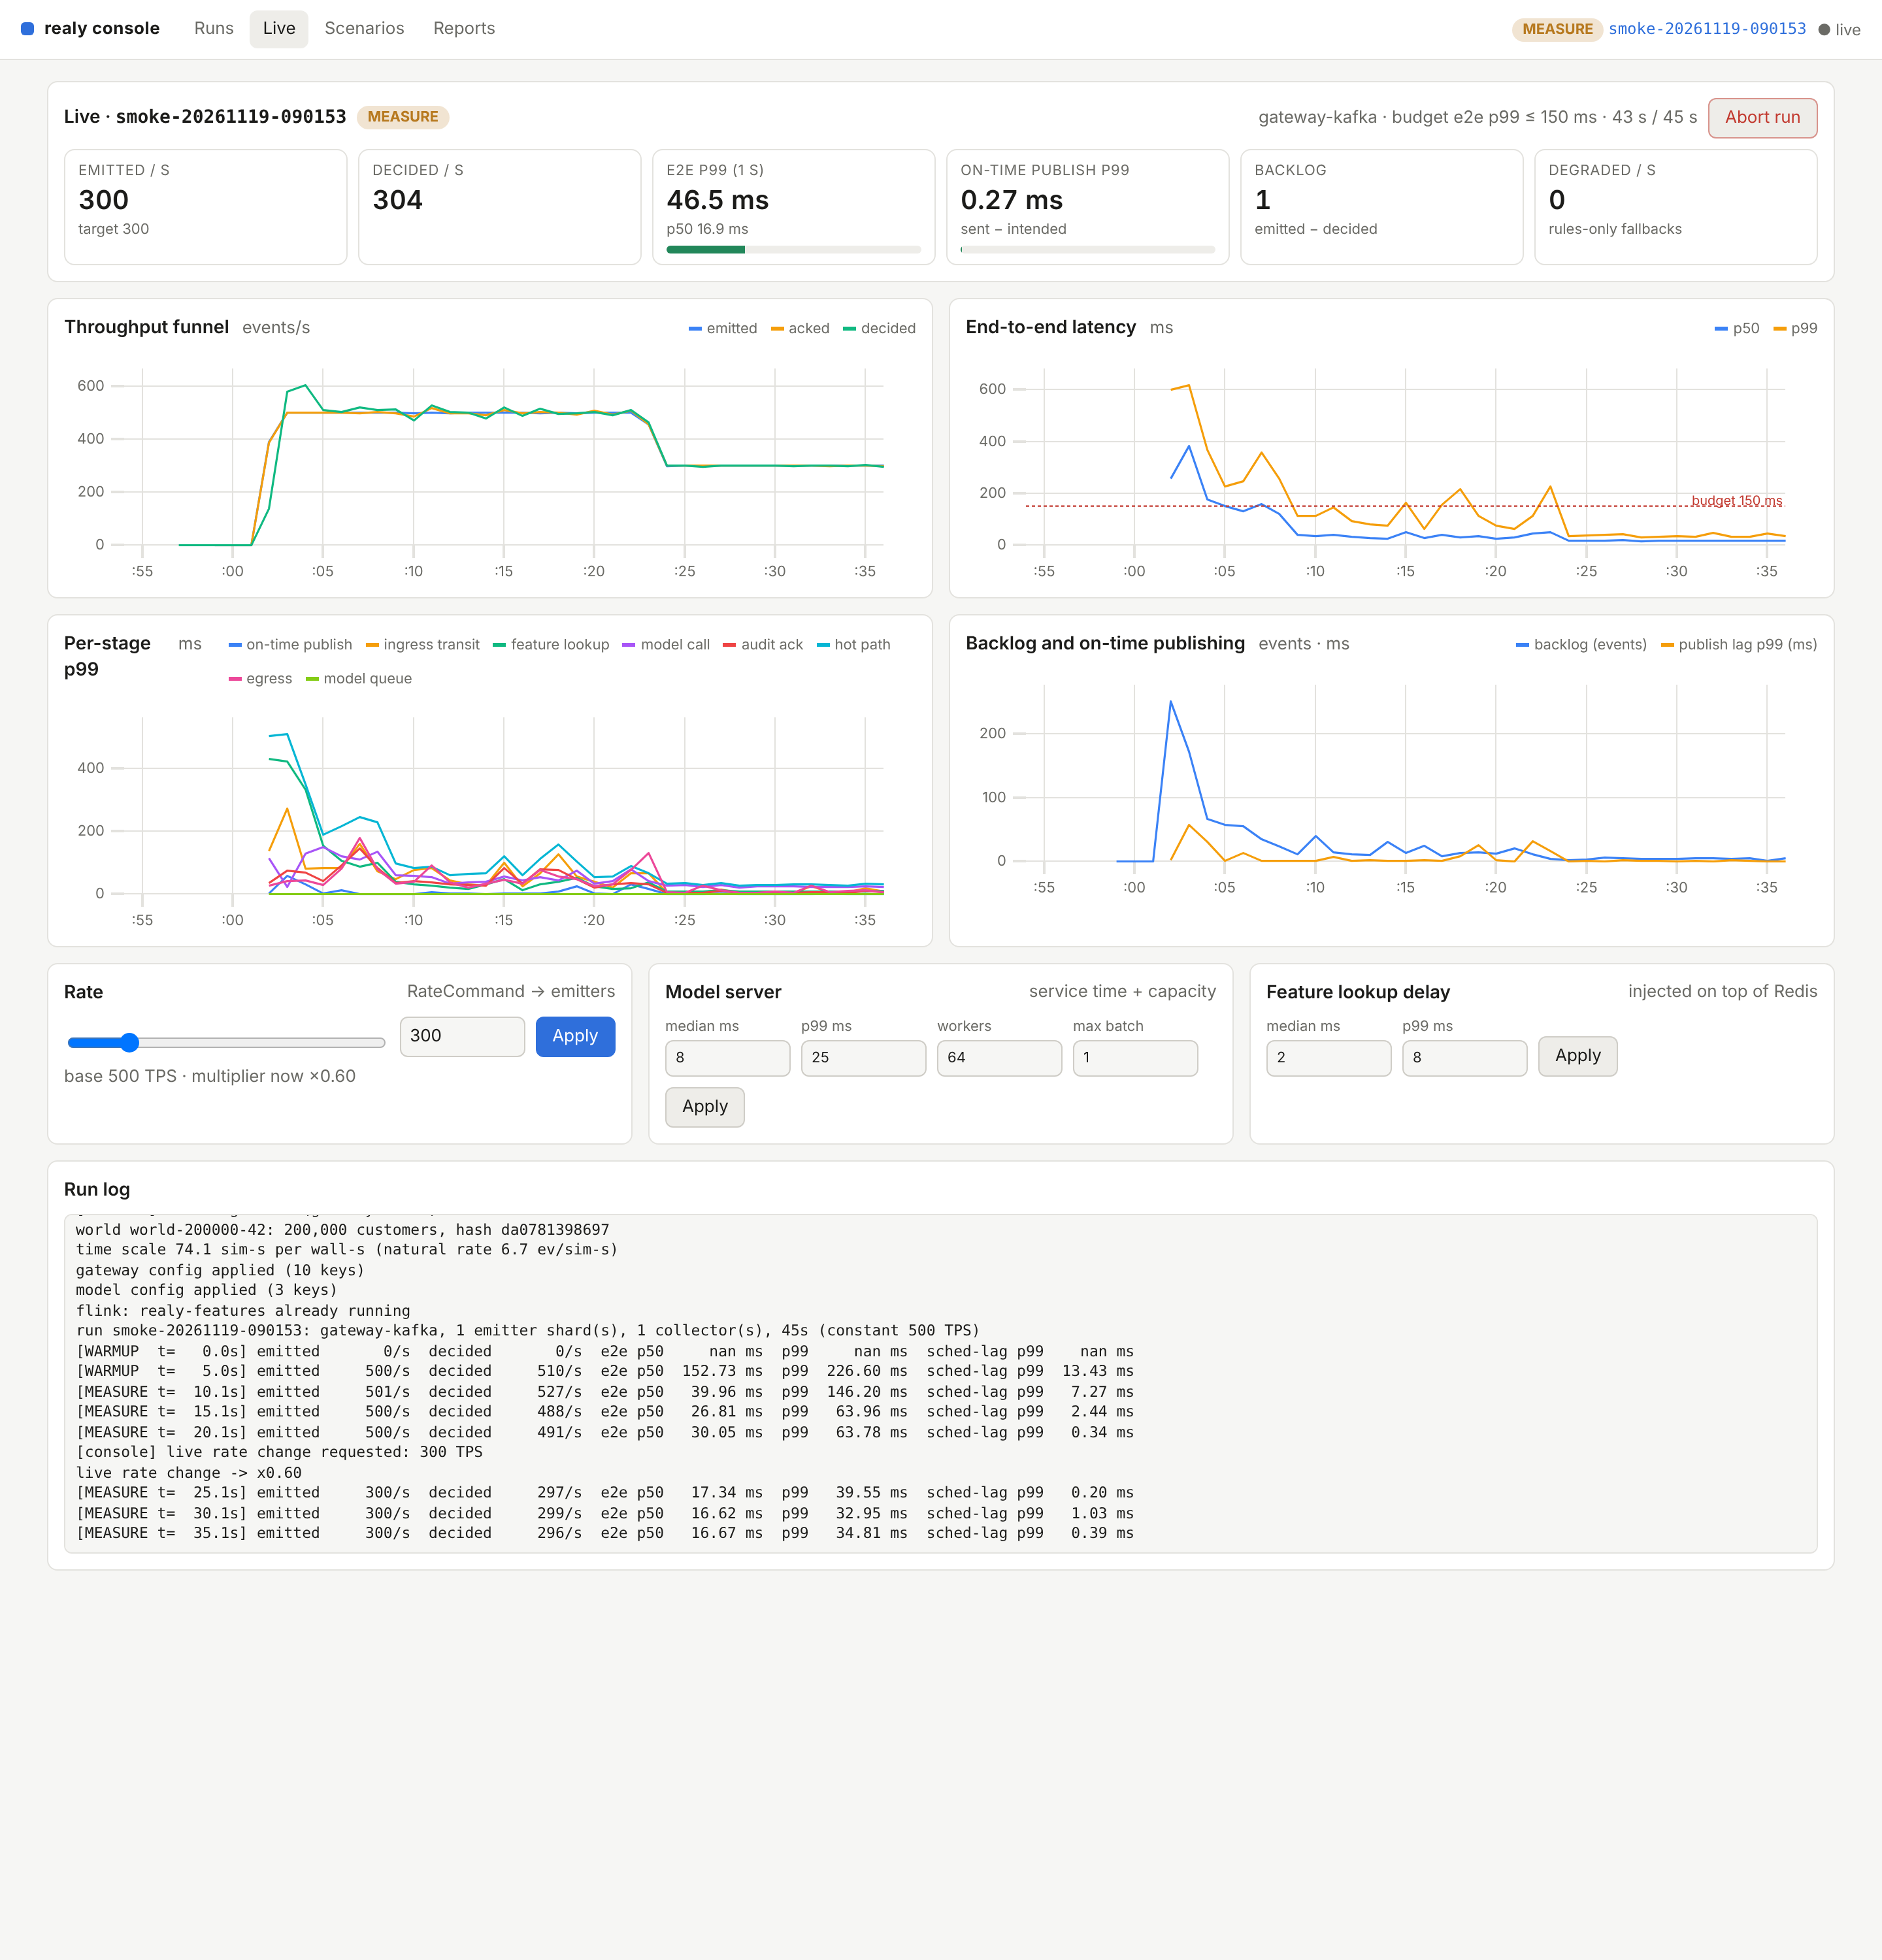 realy console Runs Live Scenarios Reports MEASURE smoke-20261119-090153 live
Live · smoke-20261119-090153 MEASURE gateway-kafka · budget e2e p99 ≤ 150 ms · 43 s / 45 s Abort run
EMITTED / S
300
target 300
DECIDED / S
304
E2E P99 (1 S)
46.5 ms
p50 16.9 ms
ON-TIME PUBLISH P99
0.27 ms
sent − intended
BACKLOG
1
emitted − decided
DEGRADED / S
0
rules-only fallbacks
Throughput funnel events/s emitted acked decided
600
400
200
0
:55 :00 :05 :10 :15 :20 :25 :30 :35
End-to-end latency ms p50 p99
600
400
200
budget 150 ms
0
:55 :00 :05 :10 :15 :20 :25 :30 :35
Per-stage p99 ms on-time publish ingress transit feature lookup model call audit ack hot path
egress model queue
400
200
0
:55 :00 :05 :10 :15 :20 :25 :30 :35
Backlog and on-time publishing events · ms backlog (events) publish lag p99 (ms)
200
100
0
:55 :00 :05 :10 :15 :20 :25 :30 :35
Rate RateCommand → emitters
300 Apply
base 500 TPS · multiplier now ×0.60
Model server service time + capacity
median ms p99 ms workers max batch
8 25 64 1
Apply
Feature lookup delay injected on top of Redis
median ms p99 ms
2 8 Apply
Run log
world world-200000-42: 200,000 customers, hash da0781398697
time scale 74.1 sim-s per wall-s (natural rate 6.7 ev/sim-s)
gateway config applied (10 keys)
model config applied (3 keys)
flink: realy-features already running
run smoke-20261119-090153: gateway-kafka, 1 emitter shard(s), 1 collector(s), 45s (constant 500 TPS)
[WARMUP  t=   0.0s] emitted       0/s  decided       0/s  e2e p50     nan ms  p99     nan ms  sched-lag p99    nan ms
[WARMUP  t=   5.0s] emitted     500/s  decided     510/s  e2e p50  152.73 ms  p99  226.60 ms  sched-lag p99  13.43 ms
[MEASURE t=  10.1s] emitted     501/s  decided     527/s  e2e p50   39.96 ms  p99  146.20 ms  sched-lag p99   7.27 ms
[MEASURE t=  15.1s] emitted     500/s  decided     488/s  e2e p50   26.81 ms  p99   63.96 ms  sched-lag p99   2.44 ms
[MEASURE t=  20.1s] emitted     500/s  decided     491/s  e2e p50   30.05 ms  p99   63.78 ms  sched-lag p99   0.34 ms
[console] live rate change requested: 300 TPS
live rate change -> x0.60
[MEASURE t=  25.1s] emitted     300/s  decided     297/s  e2e p50   17.34 ms  p99   39.55 ms  sched-lag p99   0.20 ms
[MEASURE t=  30.1s] emitted     300/s  decided     299/s  e2e p50   16.62 ms  p99   32.95 ms  sched-lag p99   1.03 ms
[MEASURE t=  35.1s] emitted     300/s  decided     296/s  e2e p50   16.67 ms  p99   34.81 ms  sched-lag p99   0.39 ms